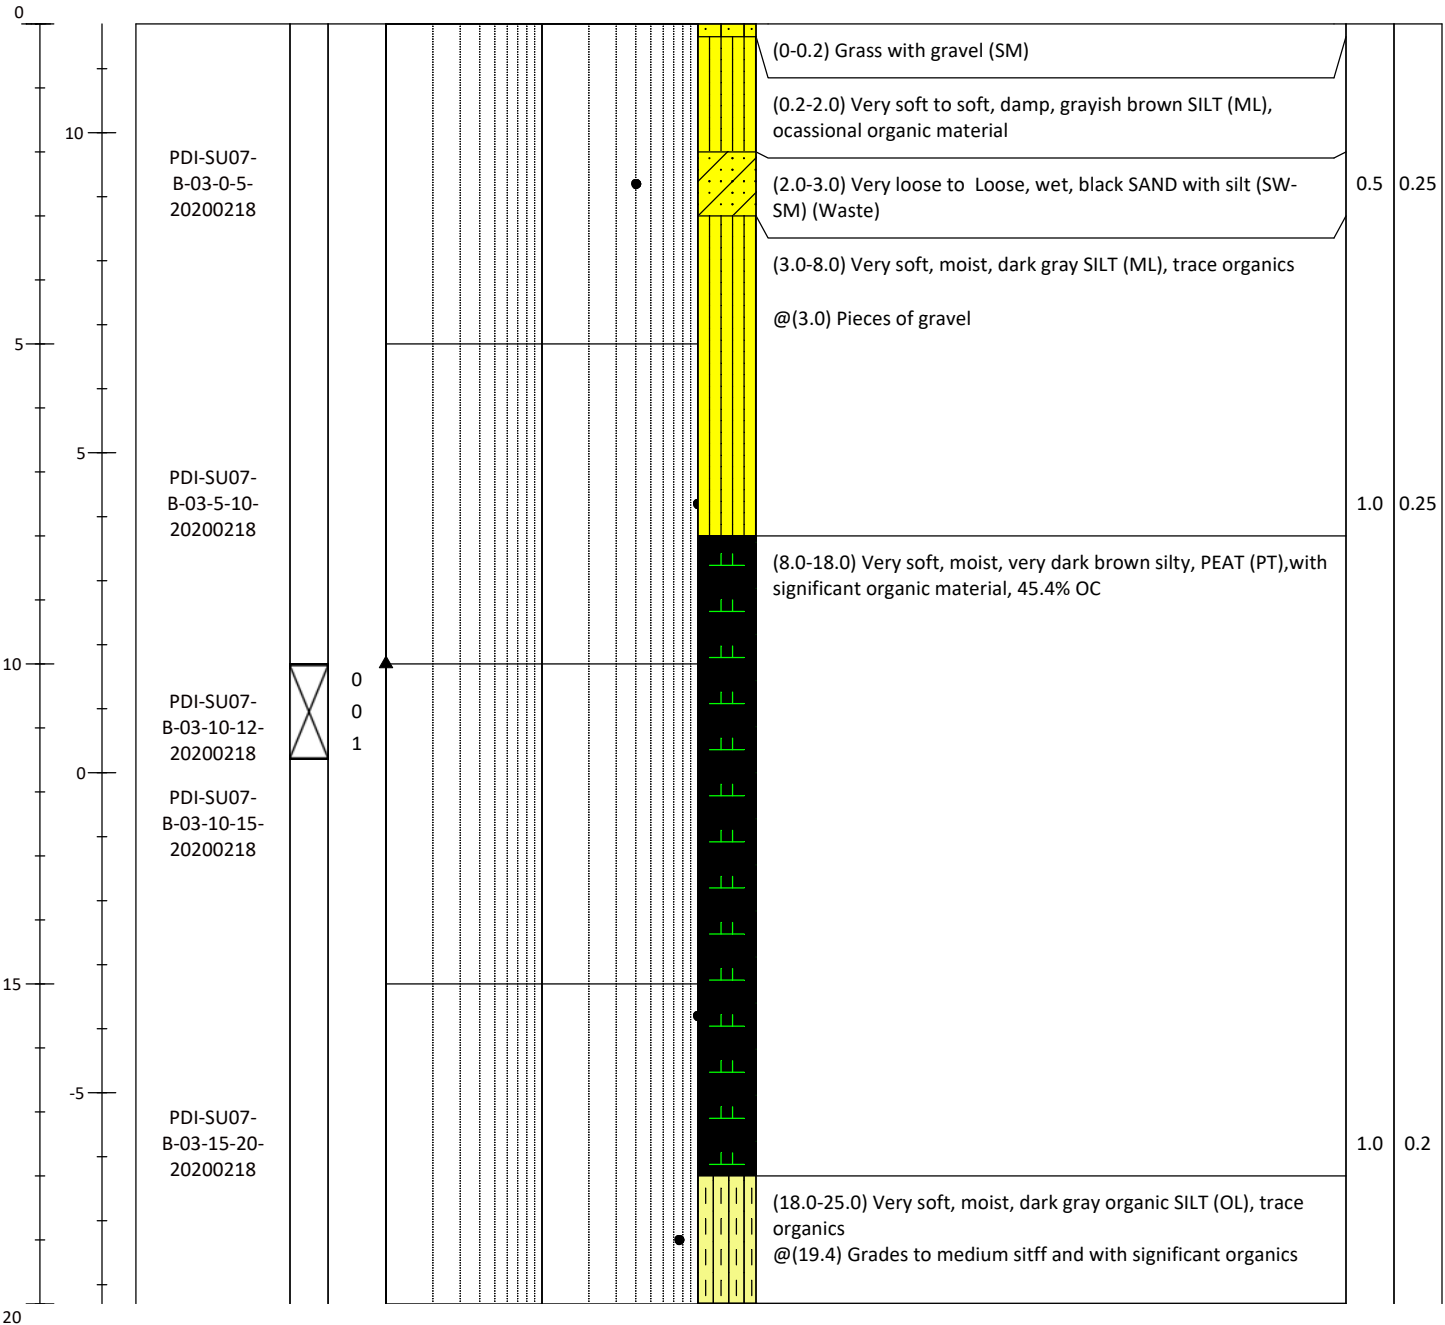 0
(0-0.2) Grass with gravel (SM)
(0.2-2.0) Very soft to soft, damp, grayish brown SILT (ML),
ocassional organic material
10
PDI-SU07-
B-03-0-5-
20200218
(2.0-3.0) Very loose to  Loose, wet, black SAND with silt (SW-
SM) (Waste)
0.5 0.25
(3.0-8.0) Very soft, moist, dark gray SILT (ML), trace organics
@(3.0) Pieces of gravel
5
5
PDI-SU07-
B-03-5-10-
20200218
1.0 0.25
(8.0-18.0) Very soft, moist, very dark brown silty, PEAT (PT),with
significant organic material, 45.4% OC
10
PDI-SU07-
B-03-10-12-
20200218
0
0
1
0
PDI-SU07-
B-03-10-15-
20200218
15
-5
PDI-SU07-
B-03-15-20-
20200218
1.0 0.2
(18.0-25.0) Very soft, moist, dark gray organic SILT (OL), trace
organics
@(19.4) Grades to medium sitff and with significant organics
20